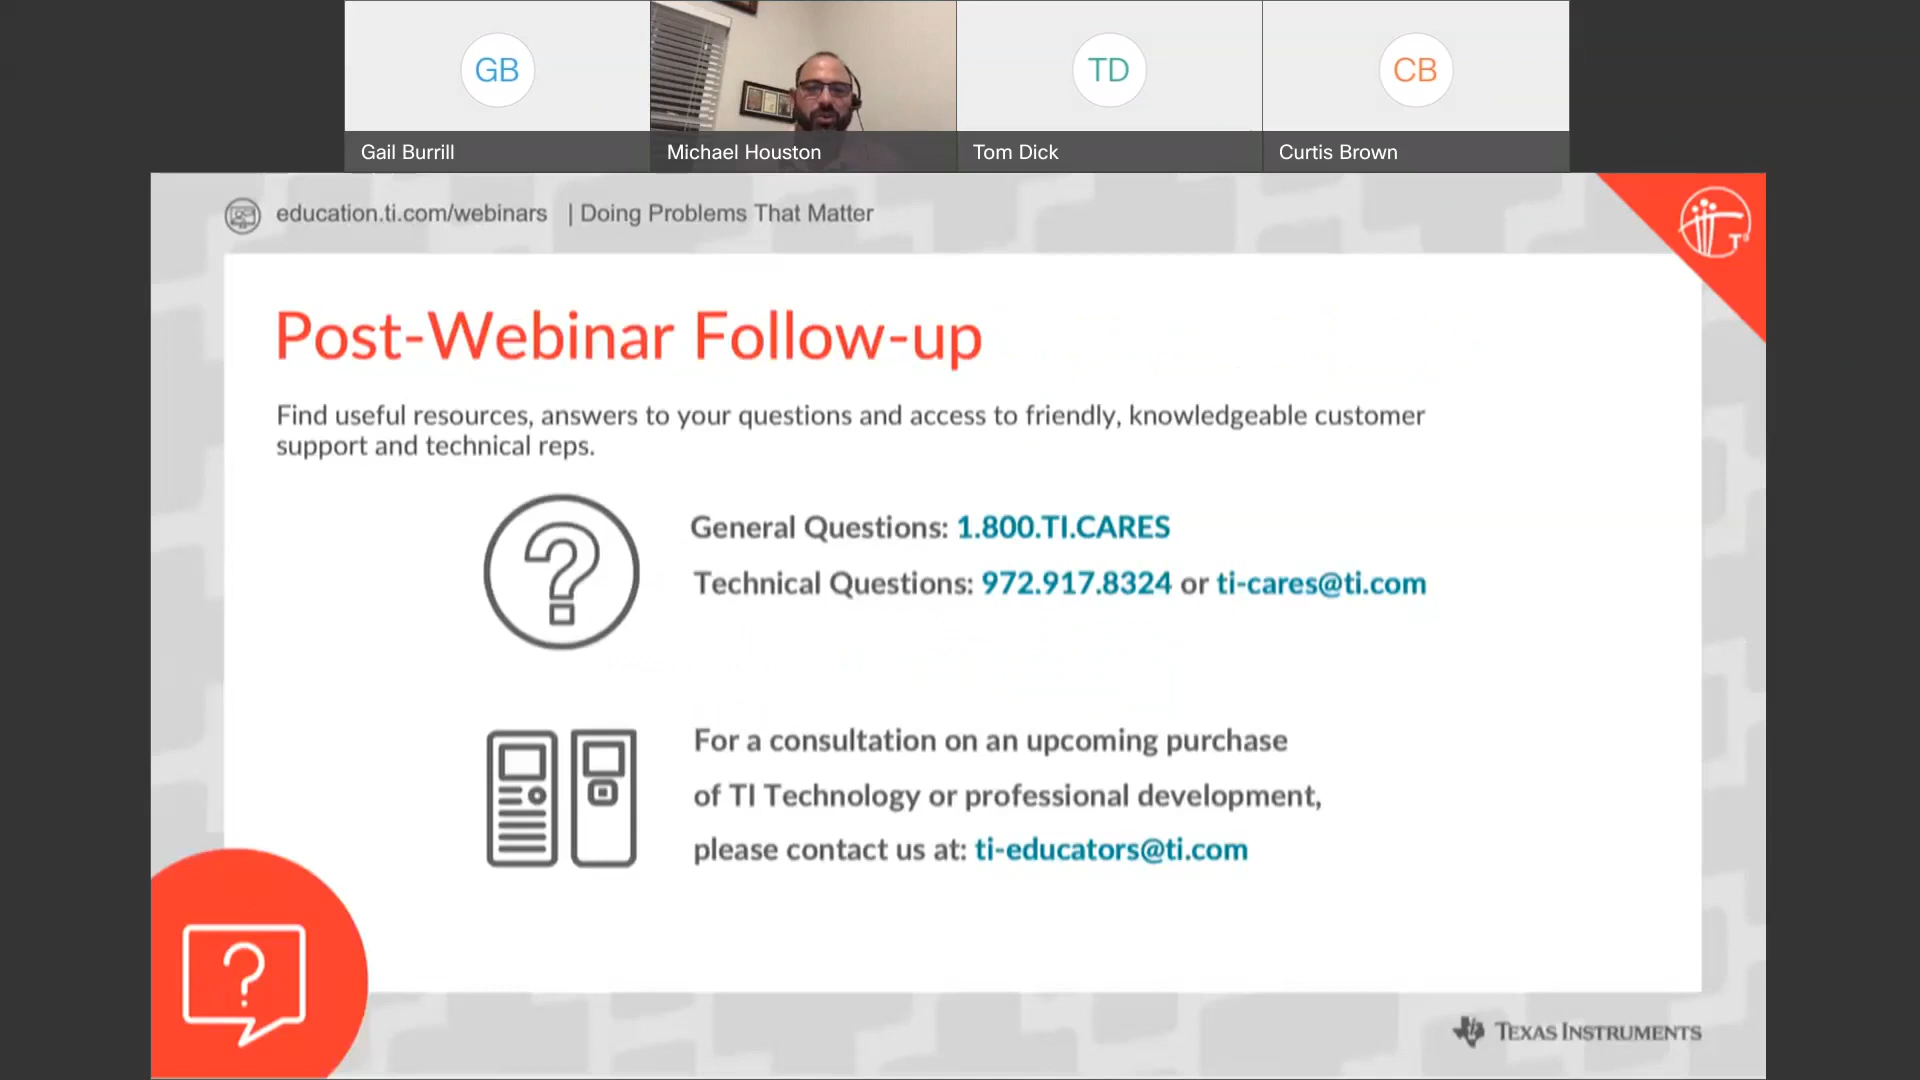 GB
TD
CB
Gail Burrill
Michael Houston
Tom Dick
Curtis Brown
education.ti.com/webinars | Doing Problems That Matter
T³
Post-Webinar Follow-up
Find useful resources, answers to your questions and access to friendly, knowledgeable customer
support and technical reps.
General Questions: 1.800.TI.CARES
Technical Questions: 972.917.8324 or ti-cares@ti.com
For a consultation on an upcoming purchase
of TI Technology or professional development,
please contact us at: ti-educators@ti.com
TEXAS INSTRUMENTS